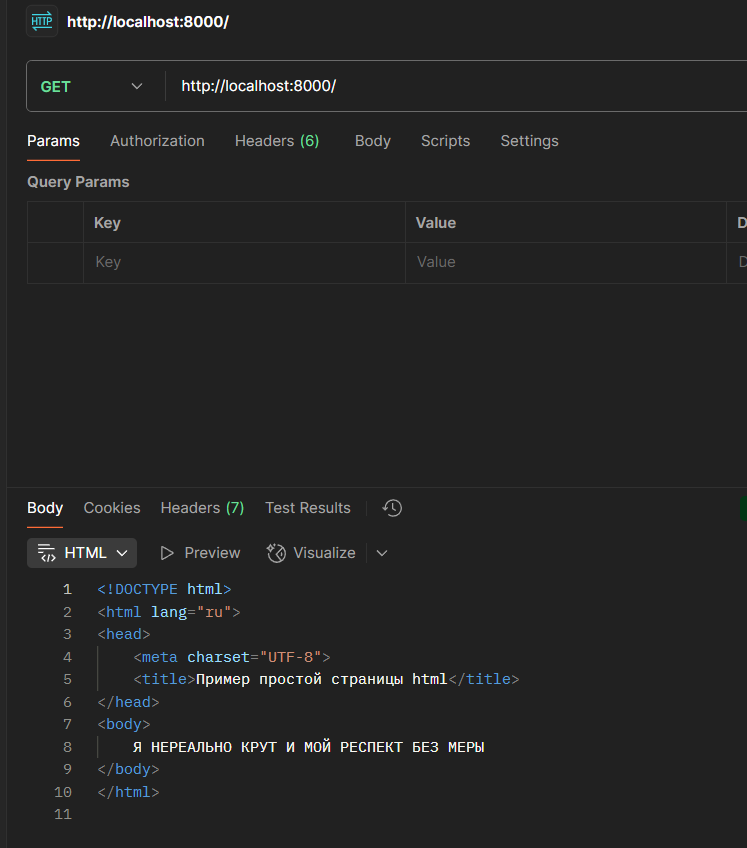 HTTP http://localhost:8000/
GET http://localhost:8000/
Params Authorization Headers (6) Body Scripts Settings
Query Params
Key Value D
Key Value D
Body Cookies Headers (7) Test Results
HTML Preview Visualize
1 <!DOCTYPE html>
2 <html lang="ru">
3 <head>
4 <meta charset="UTF-8">
5 <title>Пример простой страницы html</title>
6 </head>
7 <body>
8 Я НЕРЕАЛЬНО КРУТ И МОЙ РЕСПЕКТ БЕЗ МЕРЫ
9 </body>
10 </html>
11